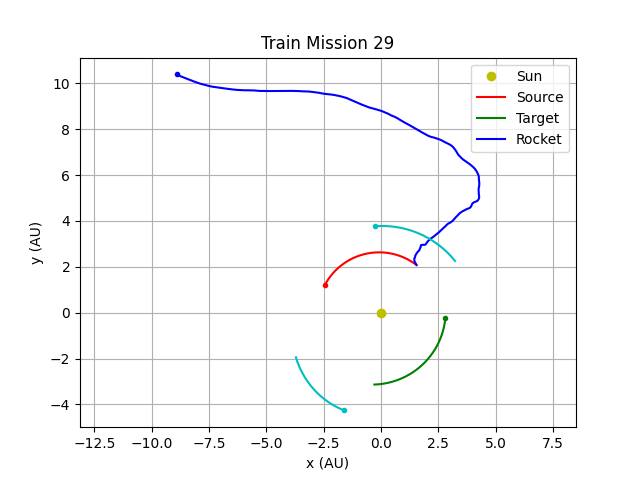 Train Mission 29
Sun
Source
Target
Rocket
y (AU)
10
8
6
4
2
0
−2
−4
−12.5 −10.0 −7.5 −5.0 −2.5 0.0 2.5 5.0 7.5
x (AU)